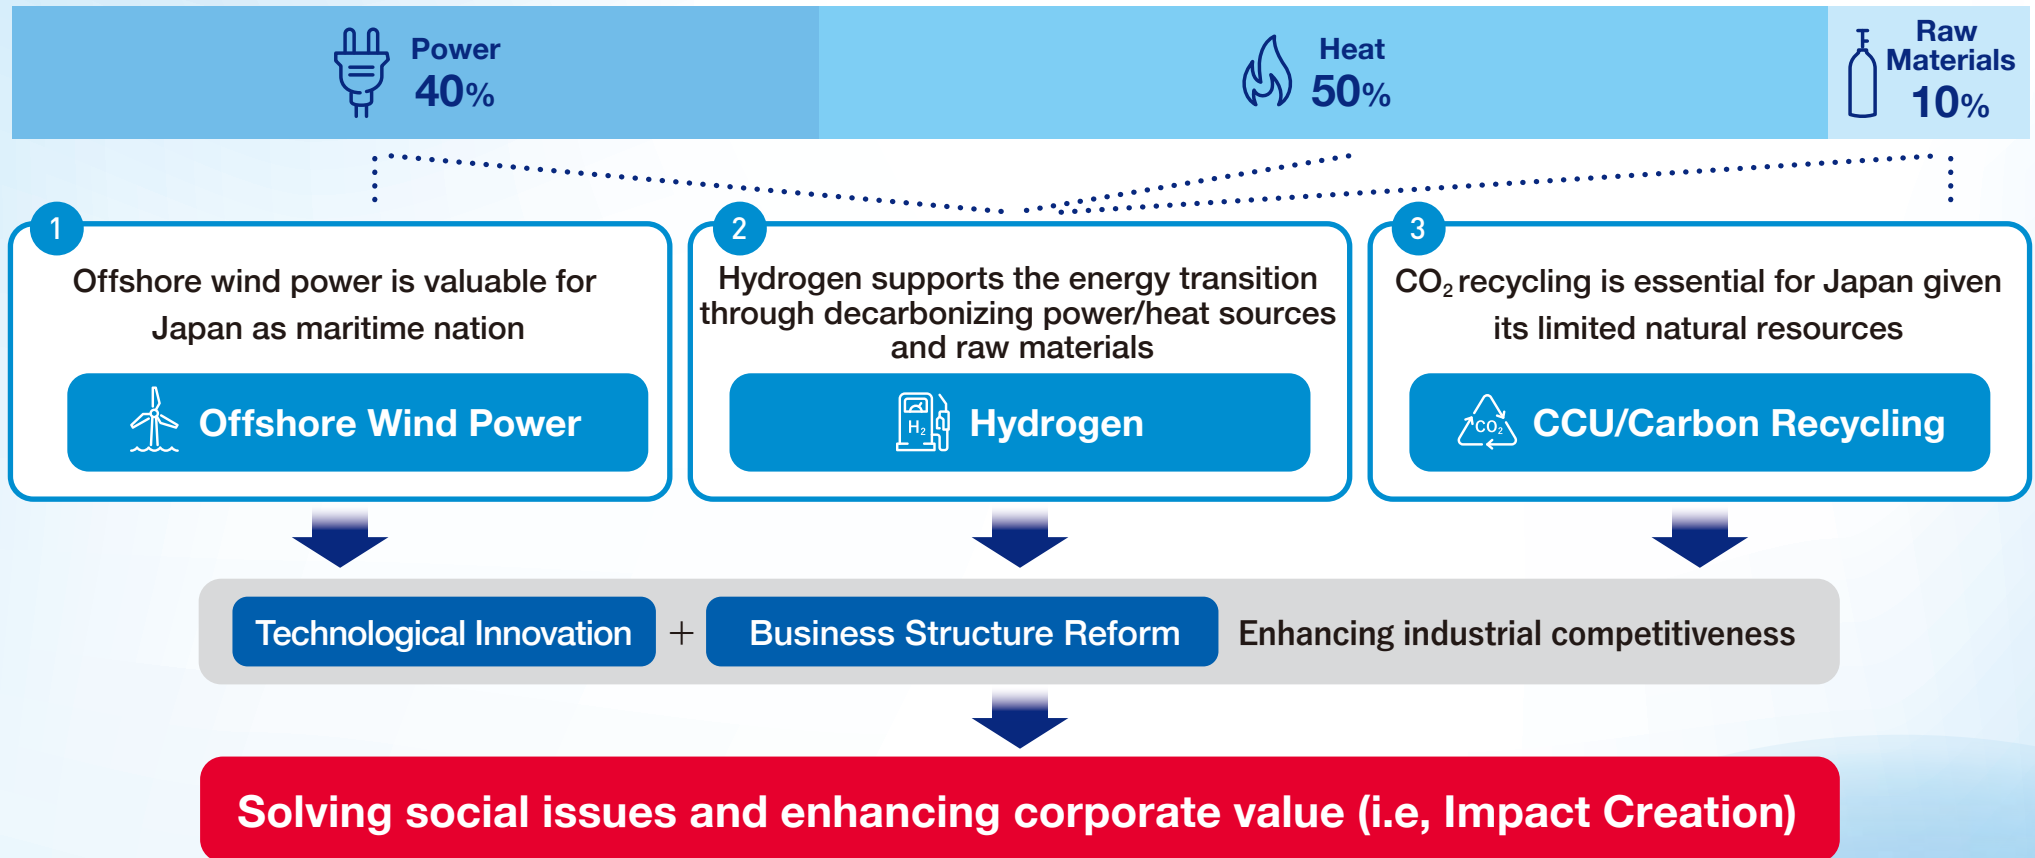 Power
40%
Heat
50%
Raw
Materials
10%
1
Offshore wind power is valuable for
Japan as maritime nation
Offshore Wind Power
2
Hydrogen supports the energy transition
through decarbonizing power/heat sources
and raw materials
H₂
Hydrogen
3
CO₂ recycling is essential for Japan given
its limited natural resources
CO₂
CCU/Carbon Recycling
Technological Innovation + Business Structure Reform Enhancing industrial competitiveness
Solving social issues and enhancing corporate value (i.e, Impact Creation)